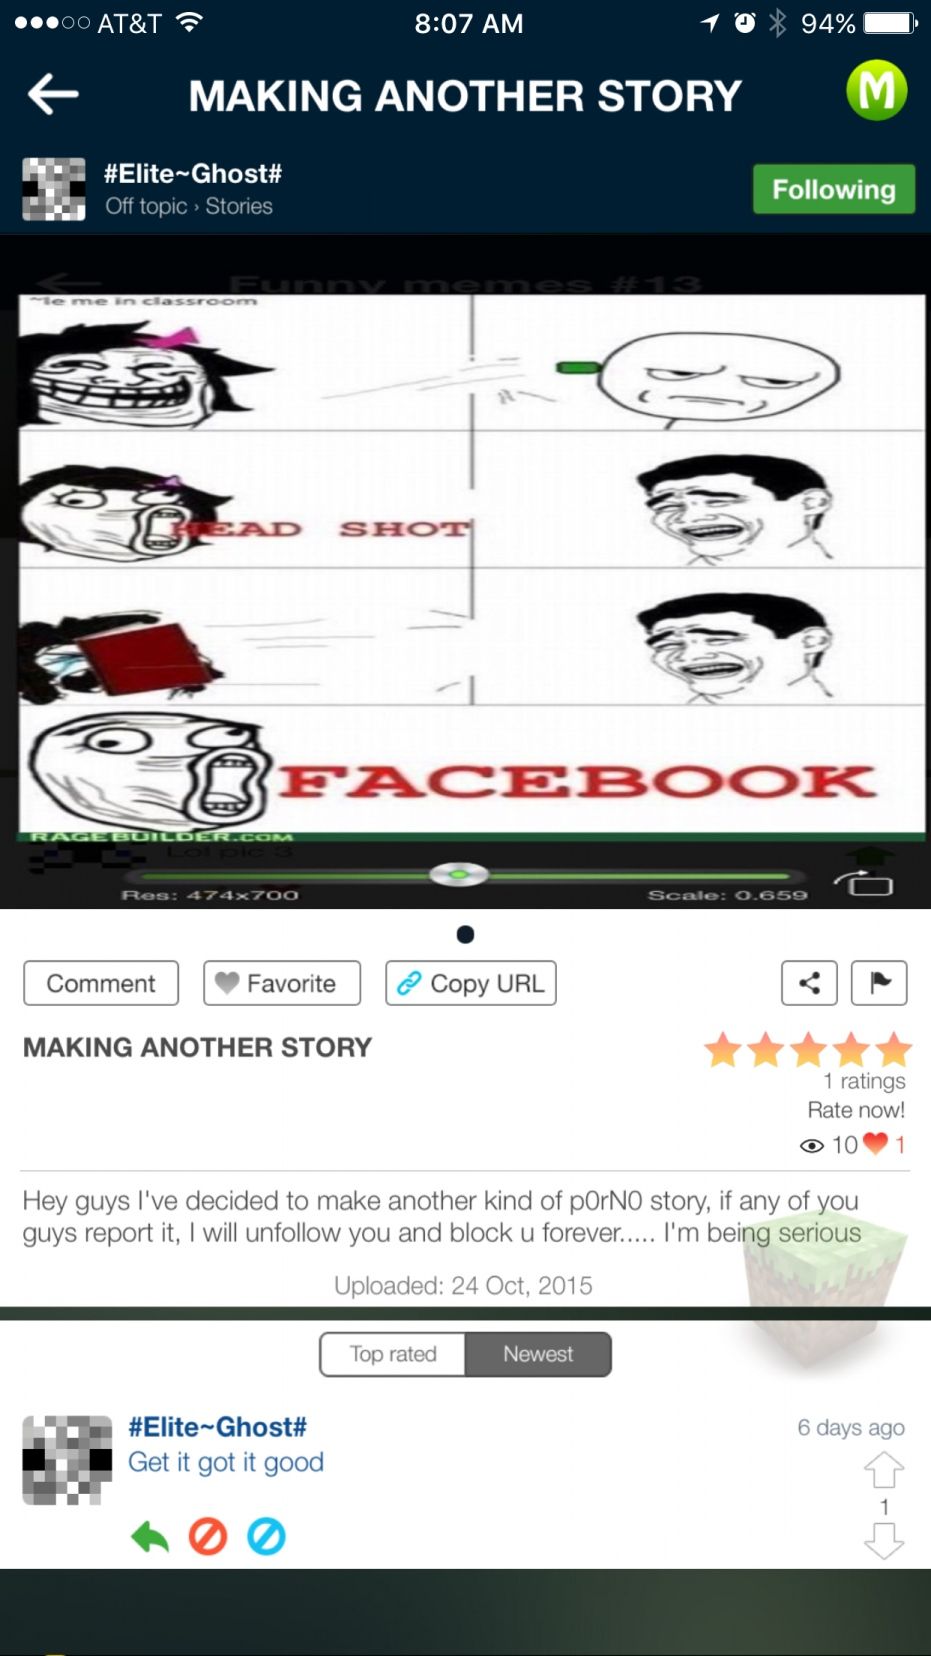 AT&T 8:07 AM 94%
MAKING ANOTHER STORY
M
#Elite~Ghost#
Off topic › Stories
Following
Funny memes #13
~le me in classroom
HEAD SHOT
FACEBOOK
RAGEBUILDER.COM
Lol pic 3
Res: 474x700
Scale: 0.659
Comment
Favorite
Copy URL
MAKING ANOTHER STORY
1 ratings
Rate now!
10 1
Hey guys I've decided to make another kind of p0rN0 story, if any of you
guys report it, I will unfollow you and block u forever..... I'm being serious
Uploaded: 24 Oct, 2015
Top rated
Newest
#Elite~Ghost#
6 days ago
Get it got it good
1